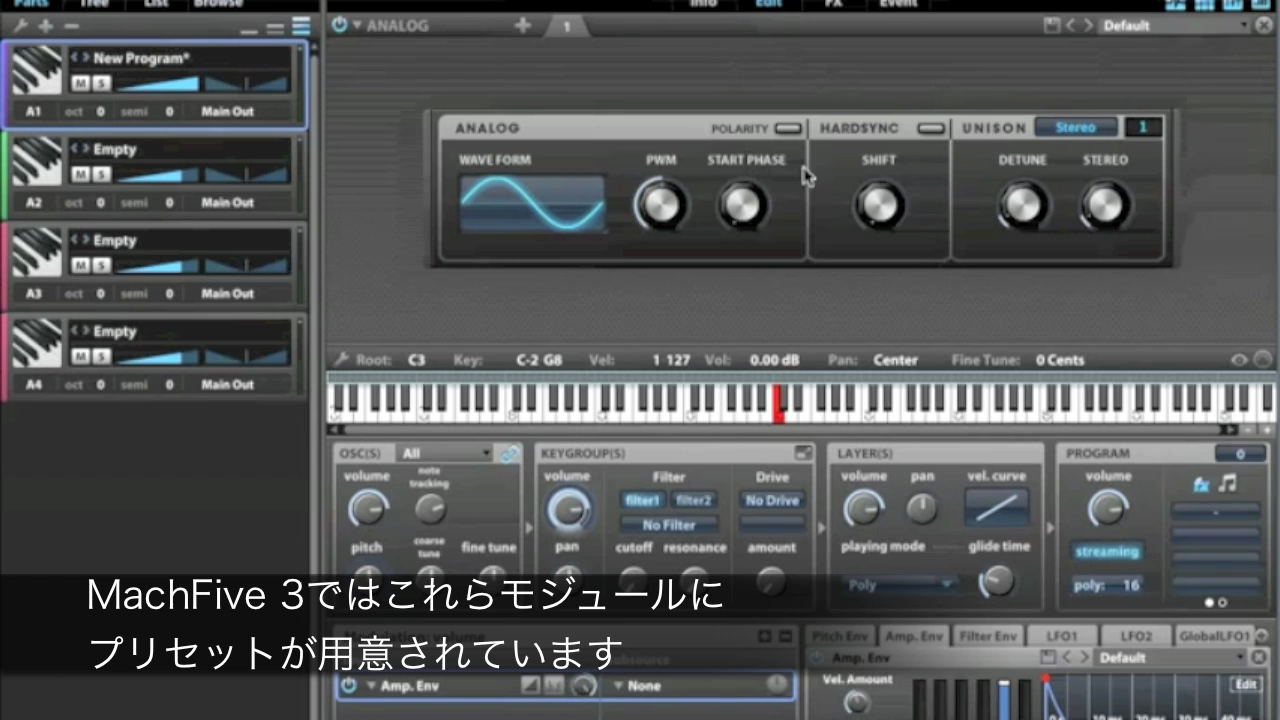 Parts Tree List Browse
Info Edit FX Event
ANALOG
1
Default
New Program*
M S
A1 oct 0 semi 0 Main Out
Empty
M S
A2 oct 0 semi 0 Main Out
Empty
M S
A3 oct 0 semi 0 Main Out
Empty
M S
A4 oct 0 semi 0 Main Out
ANALOG POLARITY HARDSYNC UNISON Stereo 1
WAVE FORM PWM START PHASE SHIFT DETUNE STEREO
Root: C3 Key: C-2 G8 Vel: 1 127 Vol: 0.00 dB Pan: Center Fine Tune: 0 Cents
OSC(S) All
volume note tracking
pitch coarse tune fine tune
KEYGROUP(S)
volume Filter Drive
filter1 filter2 No Drive
No Filter
pan cutoff resonance amount
LAYER(S)
volume pan vel. curve
playing mode glide time
Poly
PROGRAM 0
volume fx
streaming
poly: 16
MachFive 3ではこれらモジュールに
プリセットが用意されています
Amp. Env None
Pitch Env Amp. Env Filter Env LFO1 LFO2 GlobalLFO1
Amp. Env Default
Vel. Amount Edit